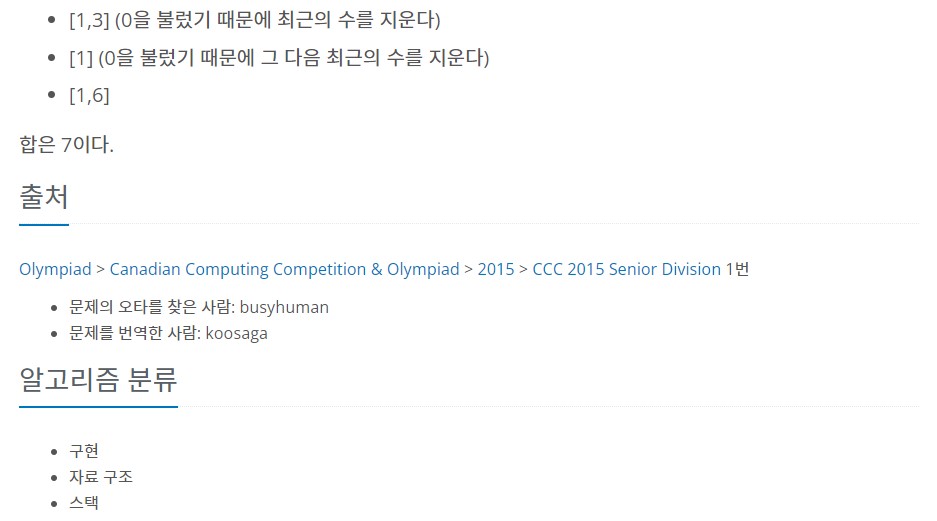 [1,3] (0을 불렀기 때문에 최근의 수를 지운다)
[1] (0을 불렀기 때문에 그 다음 최근의 수를 지운다)
[1,6]
합은 7이다.
출처
Olympiad > Canadian Computing Competition & Olympiad > 2015 > CCC 2015 Senior Division 1번
문제의 오타를 찾은 사람: busyhuman
문제를 번역한 사람: koosaga
알고리즘 분류
구현
자료 구조
스택